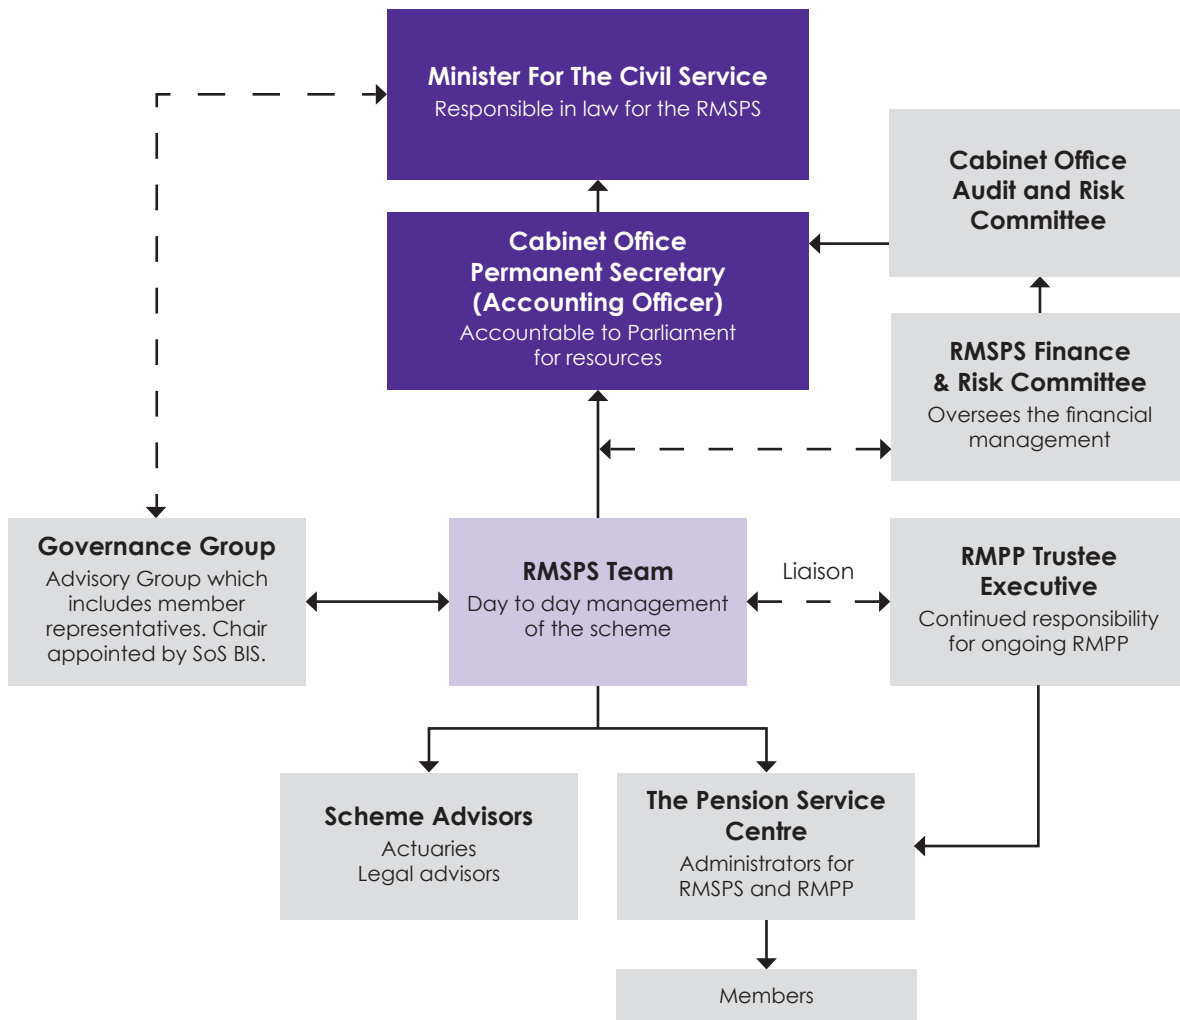 Minister For The Civil Service
Responsible in law for the RMSPS
Cabinet Office
Audit and Risk
Committee
Cabinet Office
Permanent Secretary
(Accounting Officer)
Accountable to Parliament
for resources
RMSPS Finance
& Risk Committee
Oversees the financial
management
Governance Group
Advisory Group which
includes member
representatives. Chair
appointed by SoS BIS.
RMSPS Team
Day to day management
of the scheme
Liaison
RMPP Trustee
Executive
Continued responsibility
for ongoing RMPP
Scheme Advisors
Actuaries
Legal advisors
The Pension Service
Centre
Administrators for
RMSPS and RMPP
Members